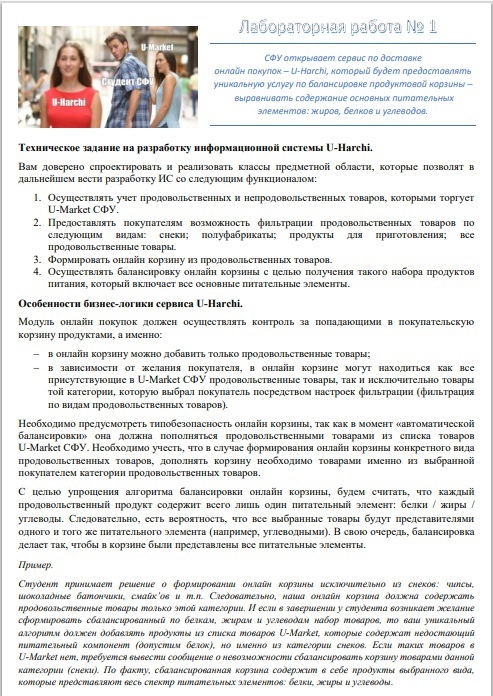 Лабораторная работа № 1
U-Market
Студент СФУ
U-Harchi
СФУ открывает сервис по доставке
онлайн покупок – U-Harchi, который будет предоставлять
уникальную услугу по балансировке продуктовой корзины –
выравнивать содержание основных питательных
элементов: жиров, белков и углеводов.
Техническое задание на разработку информационной системы U-Harchi.
Вам доверено спроектировать и реализовать классы предметной области, которые позволят в
дальнейшем вести разработку ИС со следующим функционалом:
1. Осуществлять учет продовольственных и непродовольственных товаров, которыми торгует
U-Market СФУ.
2. Предоставлять покупателям возможность фильтрации продуктовых товаров по
следующим видам: снеки; полуфабрикаты; продукты для приготовления; все
продовольственные товары.
3. Формировать онлайн корзину из продовольственных товаров.
4. Осуществлять балансировку онлайн корзины с целью получения такого набора продуктов
питания, который включает все основные питательные элементы.
Особенности бизнес-логики сервиса U-Harchi.
Модуль онлайн покупок должен осуществлять контроль за попадающими в покупательскую
корзину продуктами, а именно:
– в онлайн корзину можно добавить только продовольственные товары;
– в зависимости от желания покупателя, в онлайн корзине могут находиться как все
присутствующие в U-Market СФУ продовольственные товары, так и исключительно товары
той категории, которую выбрал покупатель посредством настроек фильтрации (фильтрация
по видам продовольственных товаров).
Необходимо предусмотреть типобезопасность онлайн корзины, так как в момент «автоматической
балансировки» она должна пополняться продовольственными товарами из списка товаров
U-Market СФУ. Необходимо учесть, что в случае формирования онлайн корзины конкретного вида
продовольственных товаров, дополнять корзину необходимо товарами именно из выбранной
покупателем категории продовольственных товаров.
С целью упрощения алгоритма балансировки онлайн корзины, будем считать, что каждый
продовольственный продукт содержит всего лишь один питательный элемент: белки / жиры /
углеводы. Следовательно, есть вероятность, что все выбранные товары будут представителями
одного и того же питательного элемента (например, углеводными). В свою очередь, балансировка
делает так, чтобы в корзине были представлены все питательные элементы.
Пример.
Студент принимает решение о формировании онлайн корзины исключительно из снеков: чипсы,
шоколадные батончики, смайк’ов и т.п. Следовательно, наша онлайн корзина должна содержать
продовольственные товары только этой категории. И если в завершении у студента возникает желание
сформировать сбалансированный по белкам, жирам и углеводам набор товаров, то ваш уникальный
алгоритм должен добавлять продукты из списка товаров U-Market, которые содержат недостающий
питательный компонент (допустим белок), но именно из категории снеков. Если таких товаров в
U-Market нет, требуется вывести сообщение о невозможности сбалансировать корзину товарами данной
категории (снеки). По факту, сбалансированная корзина содержит в себе продукты выбранного вида,
которые представляют весь спектр питательных элементов: белки, жиры и углеводы.